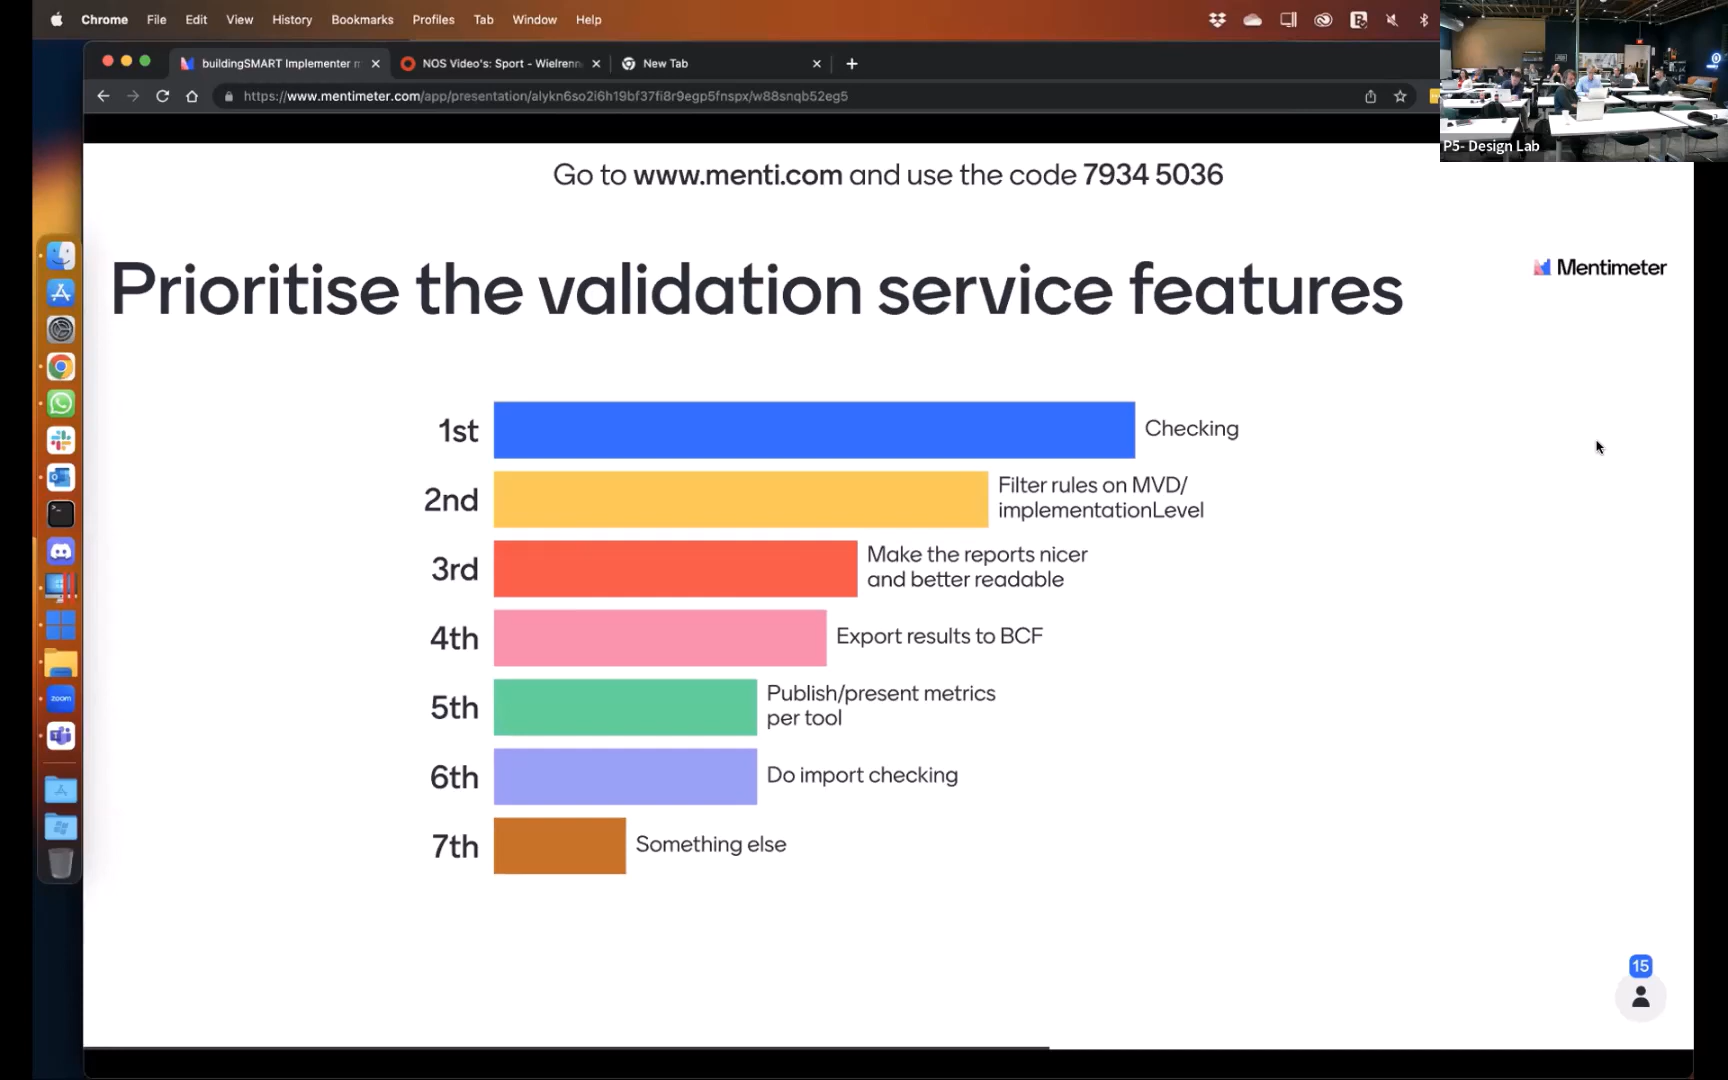 Chrome File Edit View History Bookmarks Profiles Tab Window Help
buildingSMART Implementer m
NOS Video's: Sport - Wielrenn
New Tab
https://www.mentimeter.com/app/presentation/alykn6so2i6h19bf37fi8r9egp5fnspx/w88snqb52eg5
P5- Design Lab
Go to www.menti.com and use the code 7934 5036
Prioritise the validation service features
Mentimeter
1st
Checking
2nd
Filter rules on MVD/
implementationLevel
3rd
Make the reports nicer
and better readable
4th
Export results to BCF
5th
Publish/present metrics
per tool
6th
Do import checking
7th
Something else
zoom
15